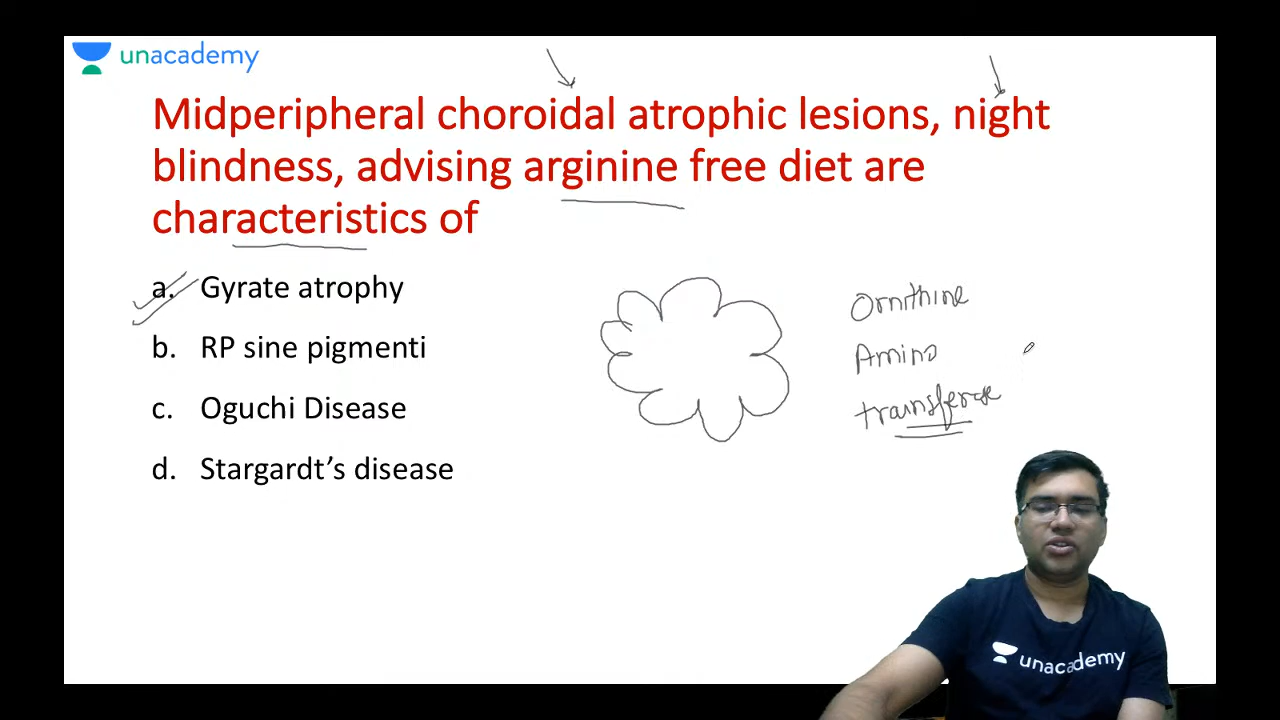 unacademy
Midperipheral choroidal atrophic lesions, night
blindness, advising arginine free diet are
characteristics of
a. Gyrate atrophy
b. RP sine pigmenti
c. Oguchi Disease
d. Stargardt's disease
Ornithine
Amino
transferase
unacademy